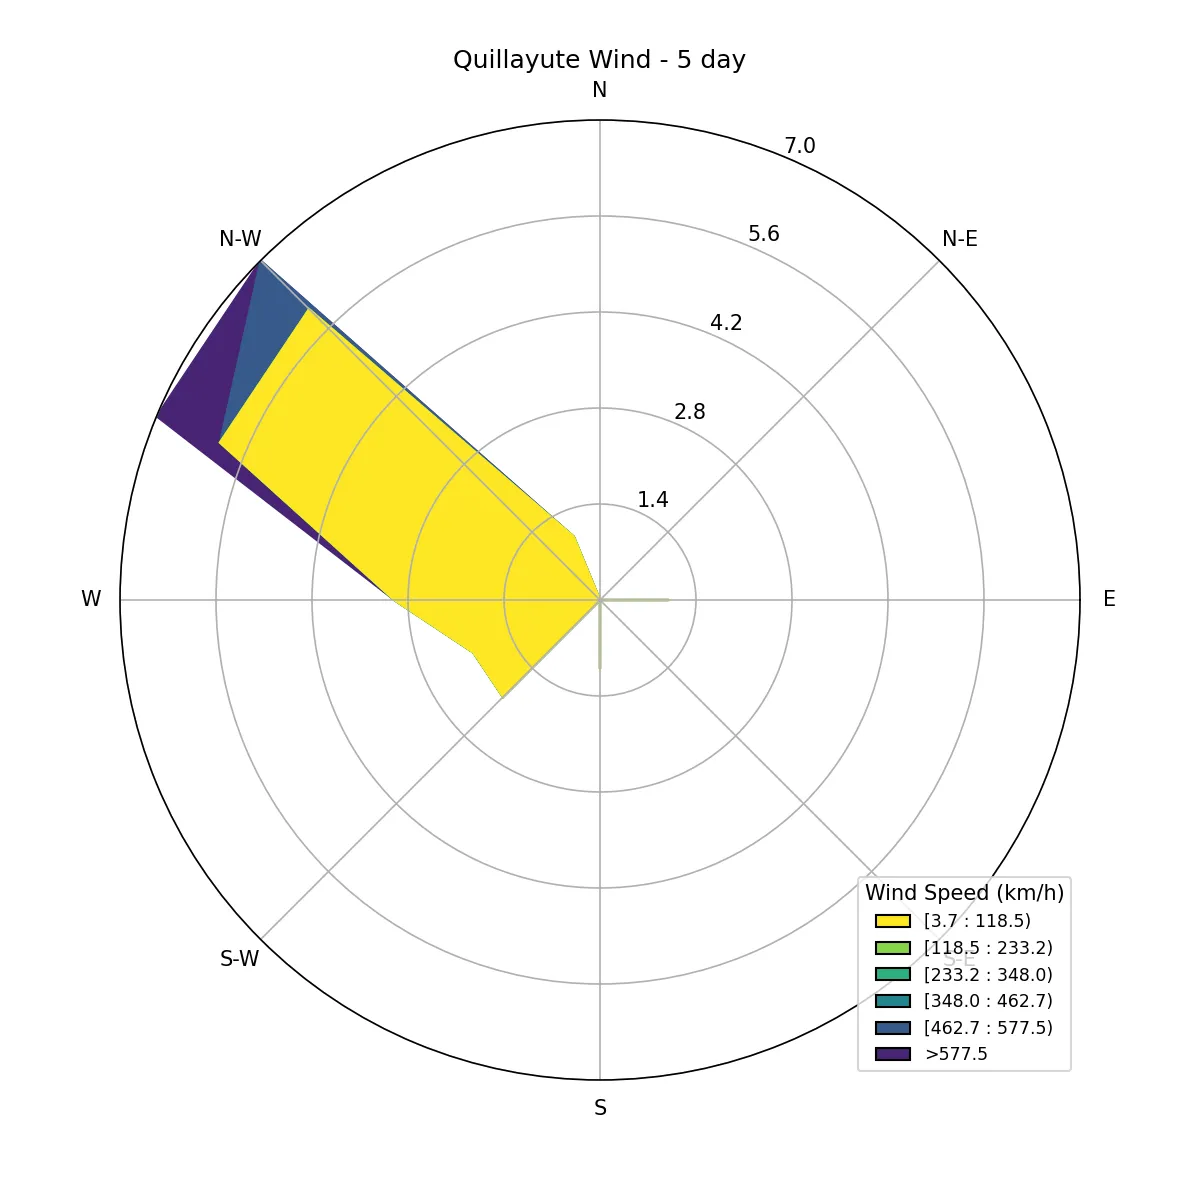 Quillayute Wind - 5 day
N
7.0
5.6
N-W
N-E
4.2
2.8
1.4
W
E
Wind Speed (km/h)
[3.7 : 118.5)
[118.5 : 233.2)
S-W
S-E
[233.2 : 348.0)
[348.0 : 462.7)
[462.7 : 577.5)
>577.5
S